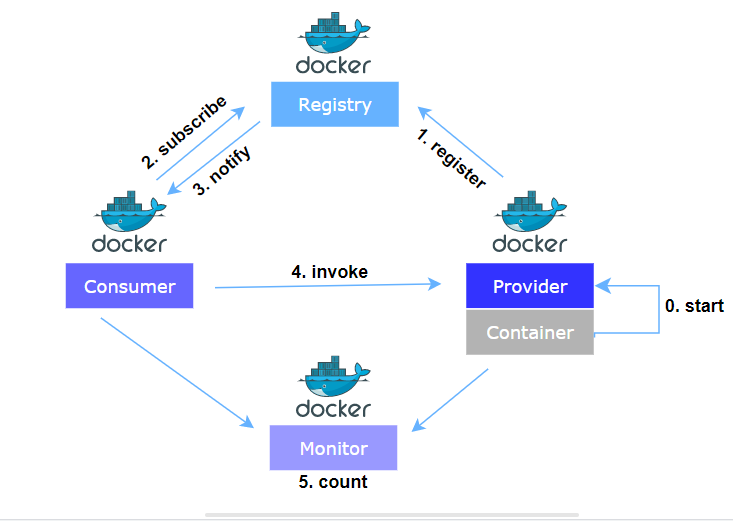 docker
Registry
2. subscribe
3. notify
1. register
docker
Consumer
docker
4. invoke
Provider
Container
0. start
docker
Monitor
5. count